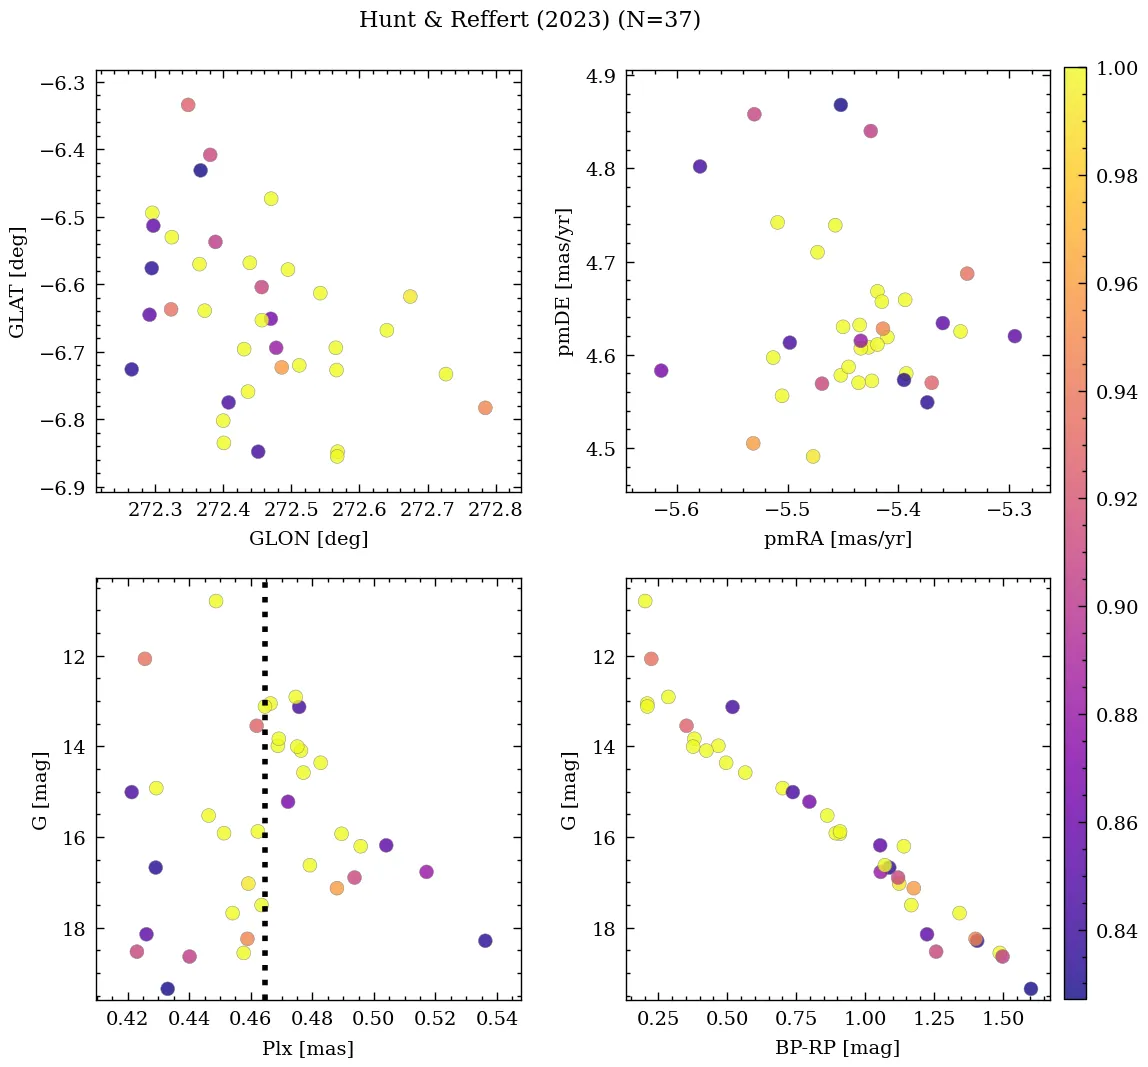 Hunt & Reffert (2023) (N=37)
−6.3
−6.4
−6.5
−6.6
−6.7
−6.8
−6.9
GLAT [deg]
272.3 272.4 272.5 272.6 272.7 272.8
GLON [deg]
4.9
4.8
4.7
4.6
4.5
pmDE [mas/yr]
−5.6 −5.5 −5.4 −5.3
pmRA [mas/yr]
12
14
16
18
G [mag]
0.42 0.44 0.46 0.48 0.50 0.52 0.54
Plx [mas]
12
14
16
18
G [mag]
0.25 0.50 0.75 1.00 1.25 1.50
BP-RP [mag]
1.00
0.98
0.96
0.94
0.92
0.90
0.88
0.86
0.84